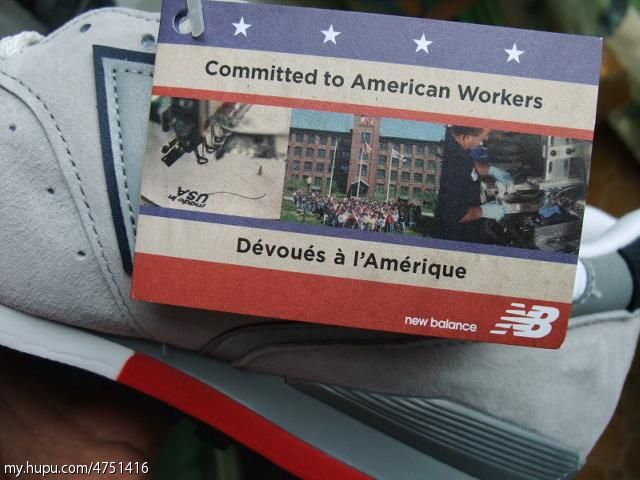 Committed to American Workers
made in
USA
Dévoués à l'Amérique
new balance
NB
my.hupu.com/4751416